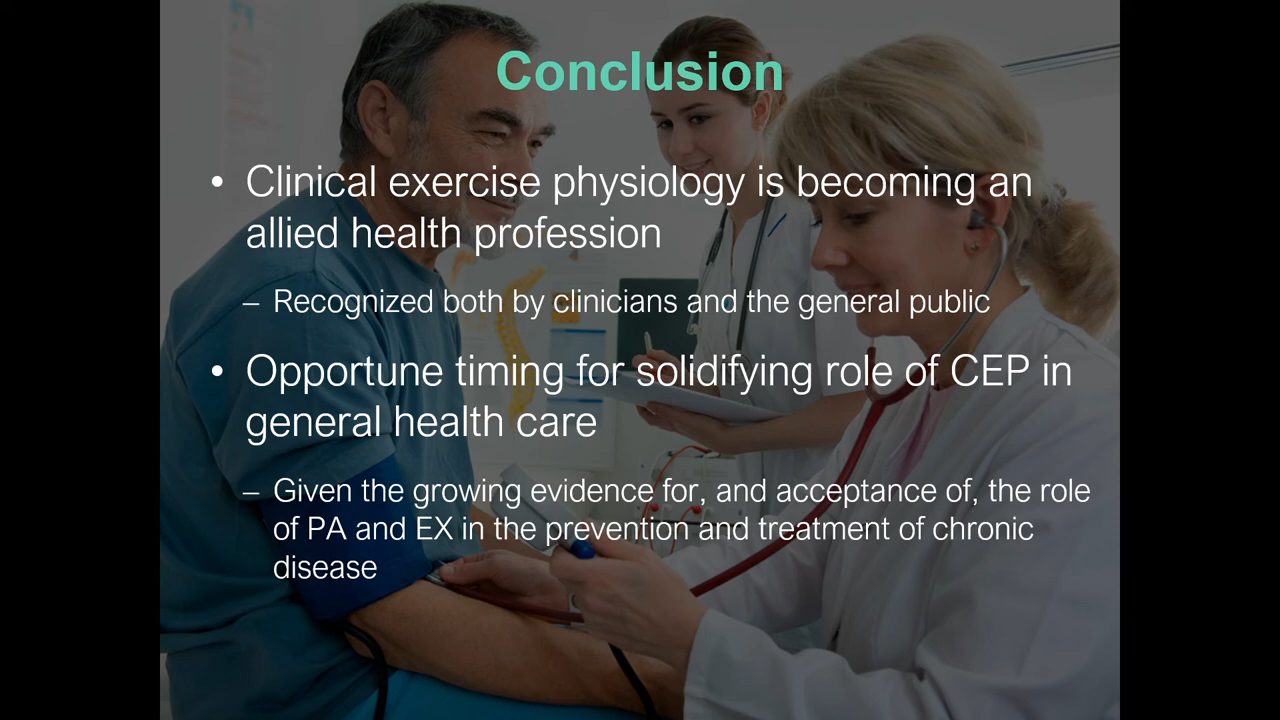 Conclusion
• Clinical exercise physiology is becoming an
allied health profession
– Recognized both by clinicians and the general public
• Opportune timing for solidifying role of CEP in
general health care
– Given the growing evidence for, and acceptance of, the role
of PA and EX in the prevention and treatment of chronic
disease